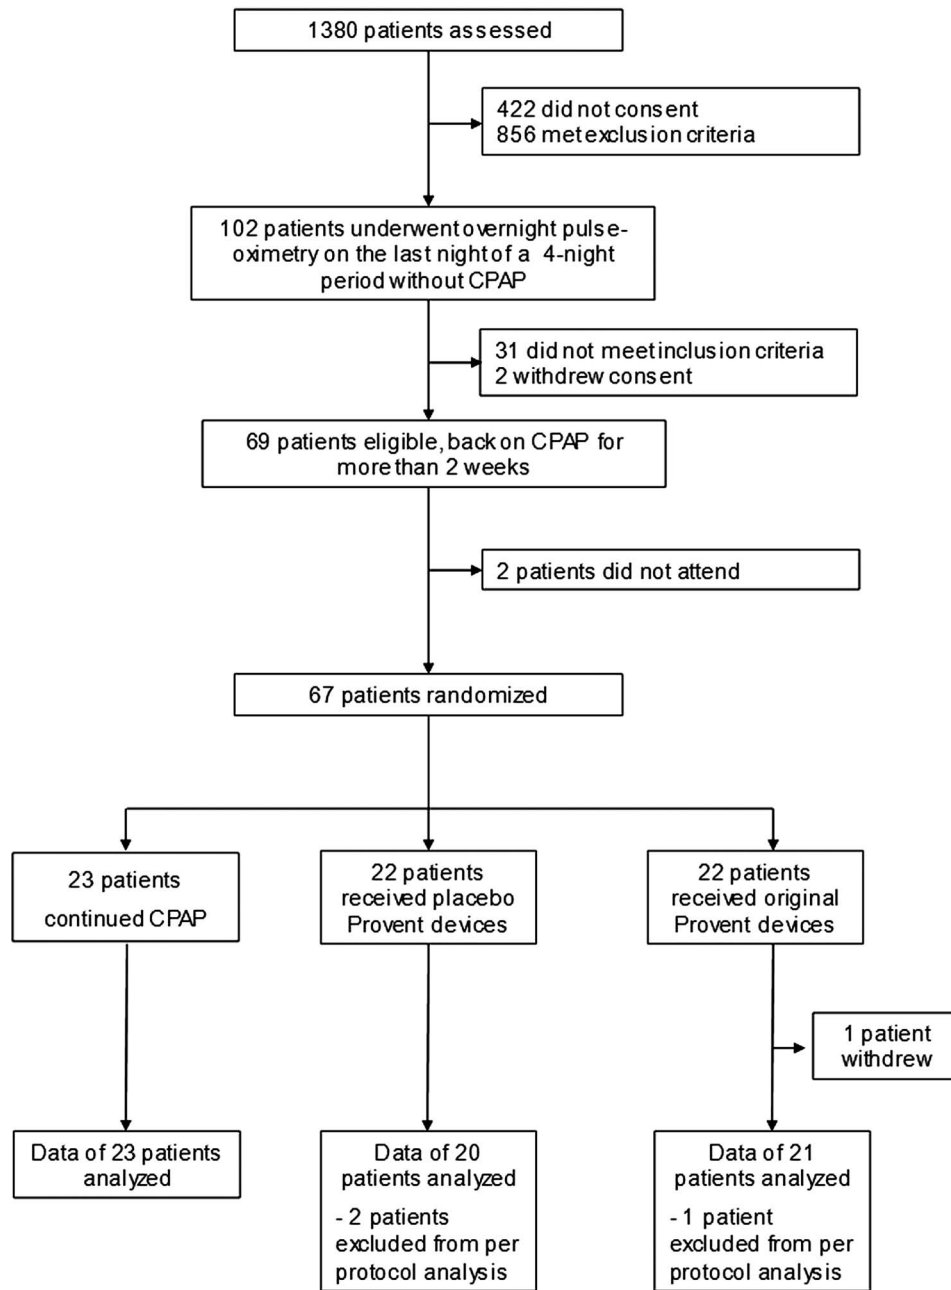 1380 patients assessed
422 did not consent
856 met exclusion criteria
102 patients underwent overnight pulse-
oximetry on the last night of a 4-night
period without CPAP
31 did not meet inclusion criteria
2 withdrew consent
69 patients eligible, back on CPAP for
more than 2 weeks
2 patients did not attend
67 patients randomized
23 patients
continued CPAP
22 patients
received placebo
Provent devices
22 patients
received original
Provent devices
1 patient
withdrew
Data of 23 patients
analyzed
Data of 20
patients analyzed
- 2 patients
excluded from per
protocol analysis
Data of 21
patients analyzed
- 1 patient
excluded from per
protocol analysis